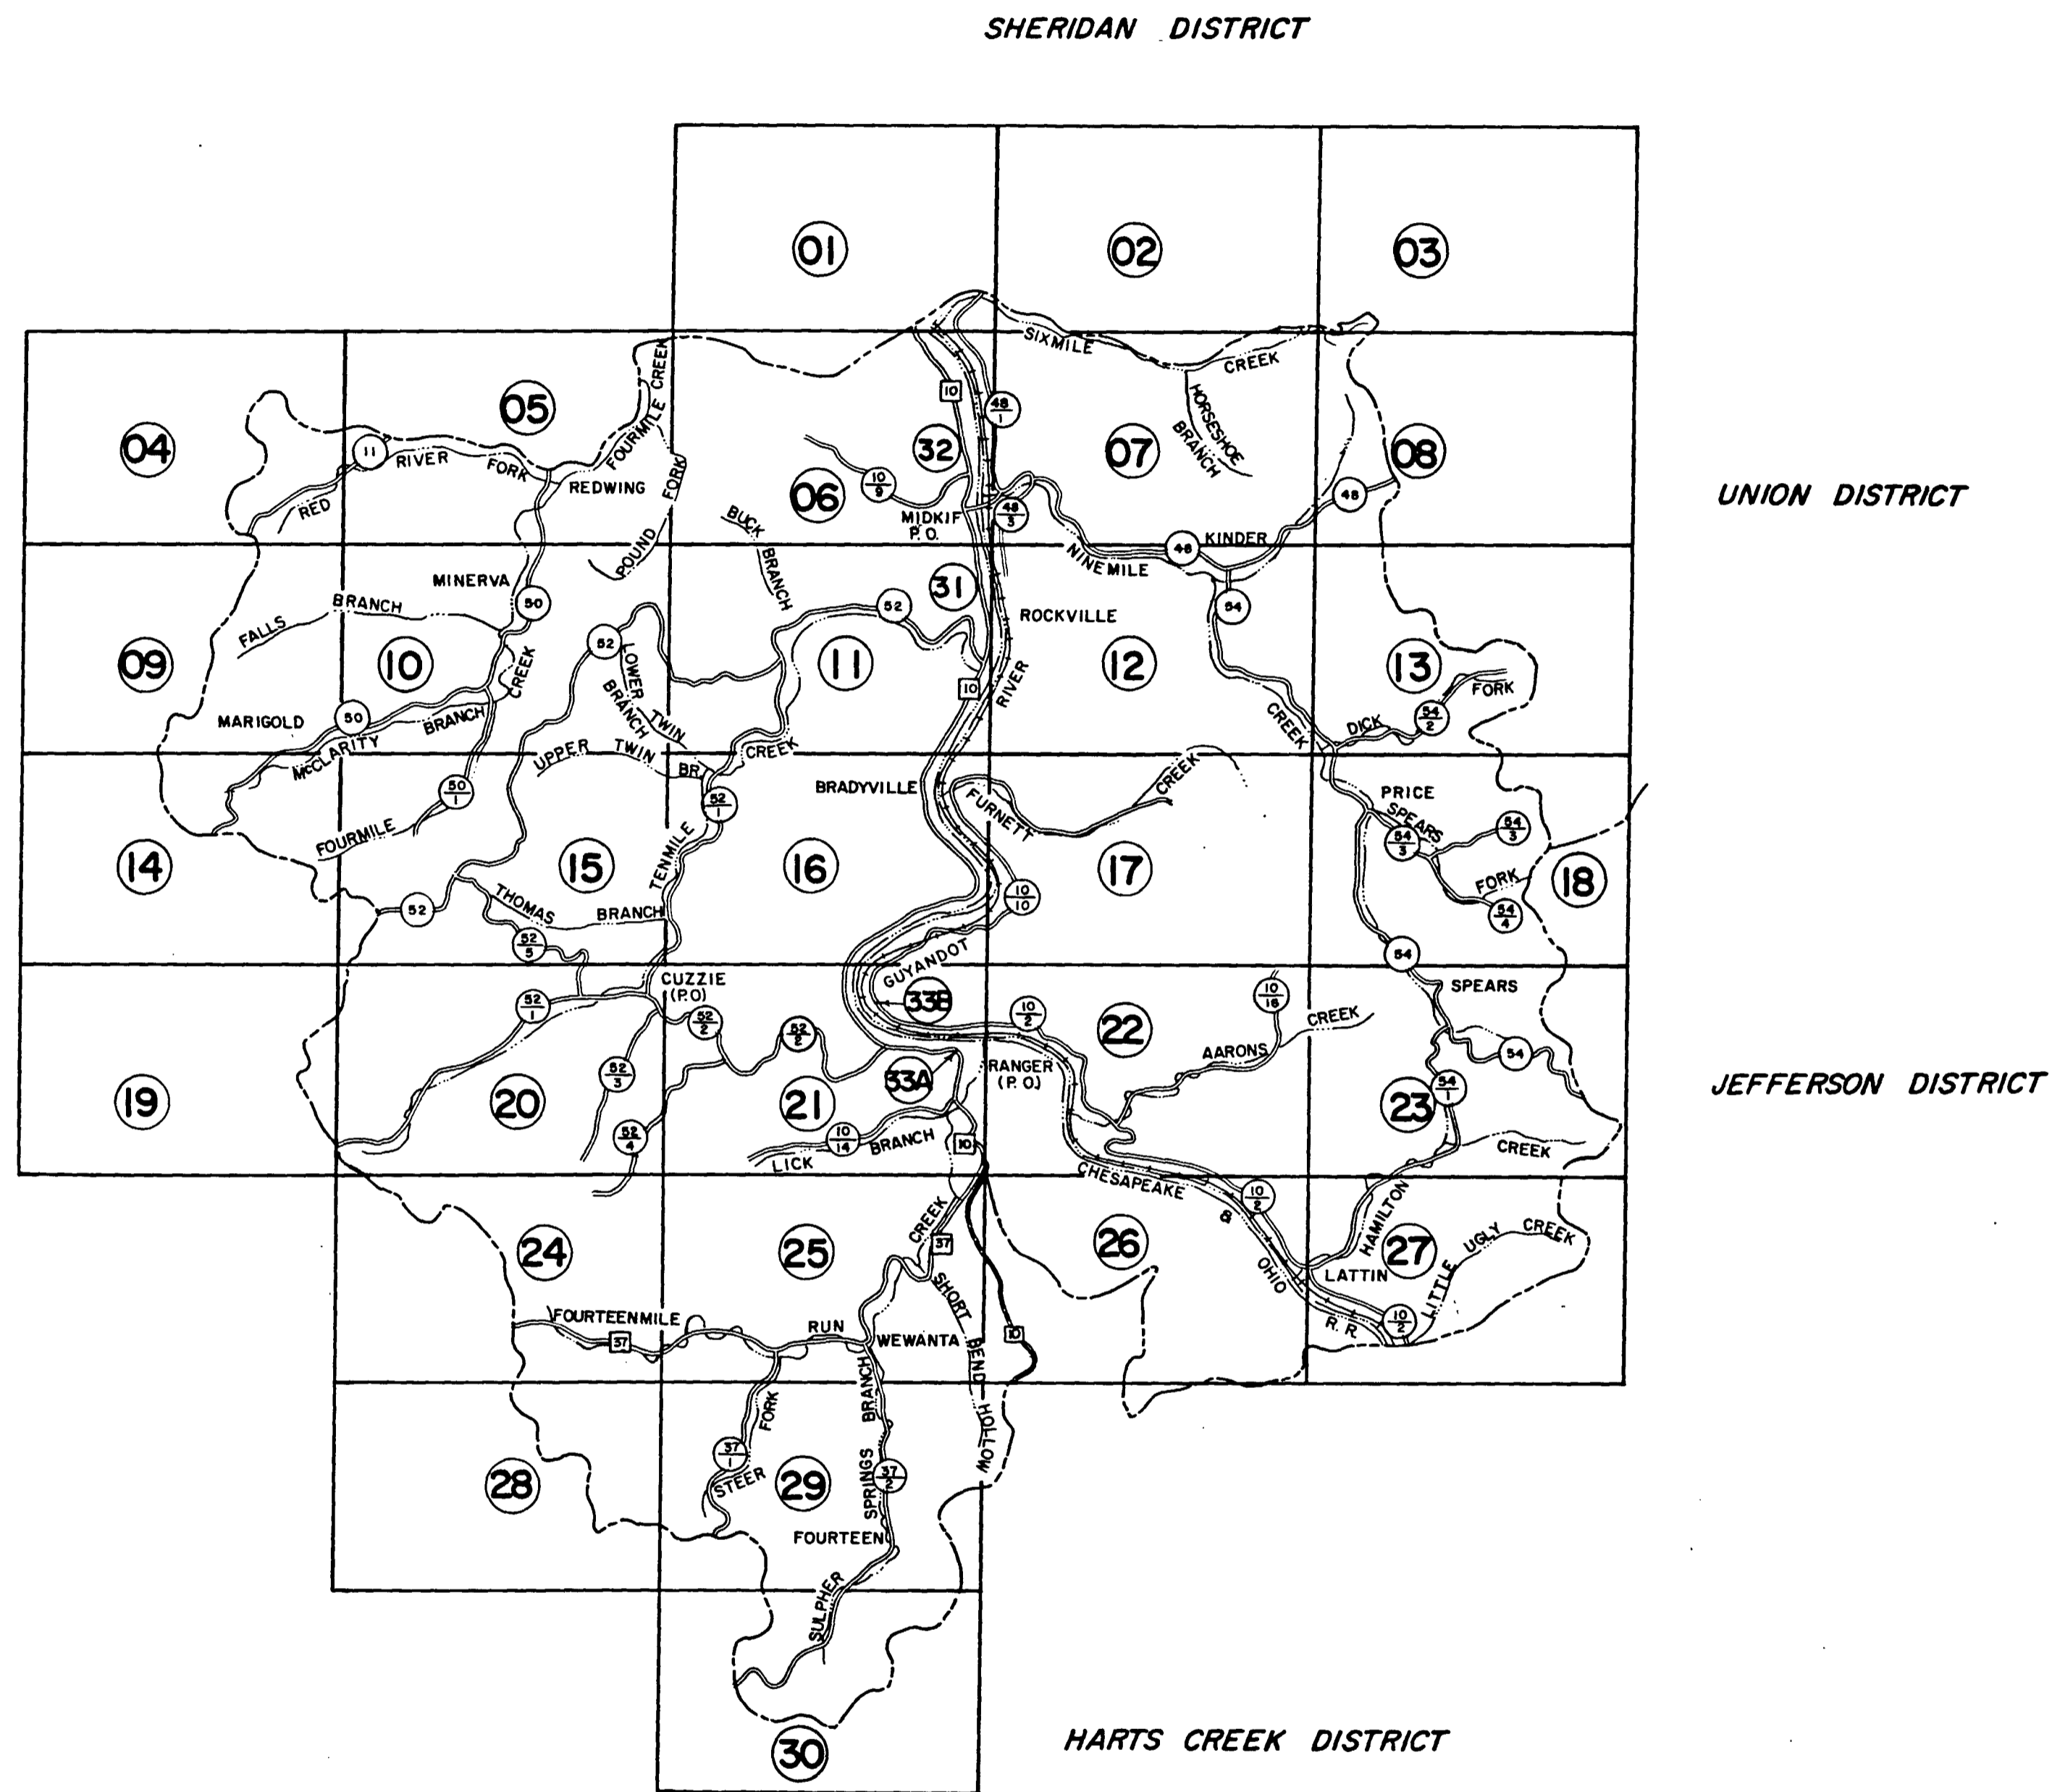 SHERIDAN DISTRICT
01
02
03
SIXMILE
CREEK
FOURMILE CREEK
10
48
1
HORSESHOE
BRANCH
05
04
11
RIVER
FORK
RED
REDWING
POUND
FORK
32
07
08
06
10
9
MIDKIF
P. O.
48
3
48
BUCK
BRANCH
UNION DISTRICT
48
KINDER
NINEMILE
MINERVA
50
FALLS
BRANCH
31
52
ROCKVILLE
54
09
10
CREEK
52
LOWER
TWIN
BRANCH
11
12
13
10
RIVER
DICK
FORK
54
2
CREEK
MARIGOLD
50
McCLARITY
BRANCH
UPPER
TWIN
BR.
CREEK
50
1
52
1
BRADYVILLE
FURNETT
CREEK
PRICE
SPEARS
FORK
54
3
54
3
54
4
FOURMILE
14
15
TENMILE
16
17
18
10
10
52
THOMAS
BRANCH
52
5
GUYANDOT
54
CUZZIE
(P.O)
52
1
33B
10
2
22
10
16
AARONS
CREEK
SPEARS
54
52
2
52
2
52
3
33A
RANGER
(P. O.)
54
1
JEFFERSON DISTRICT
19
20
21
23
52
4
10
14
LICK
BRANCH
10
CREEK
CHESAPEAKE
&
OHIO
R. R.
10
2
HAMILTON
24
25
CREEK
37
26
27
LITTLE
UGLY
CREEK
LATTIN
10
2
SHORT
BEND
HOLLOW
FOURTEENMILE
37
RUN
WEWANTA
10
28
37
1
STEER
FORK
29
SPRINGS
BRANCH
37
2
FOURTEEN
SULPHER
30
HARTS CREEK DISTRICT